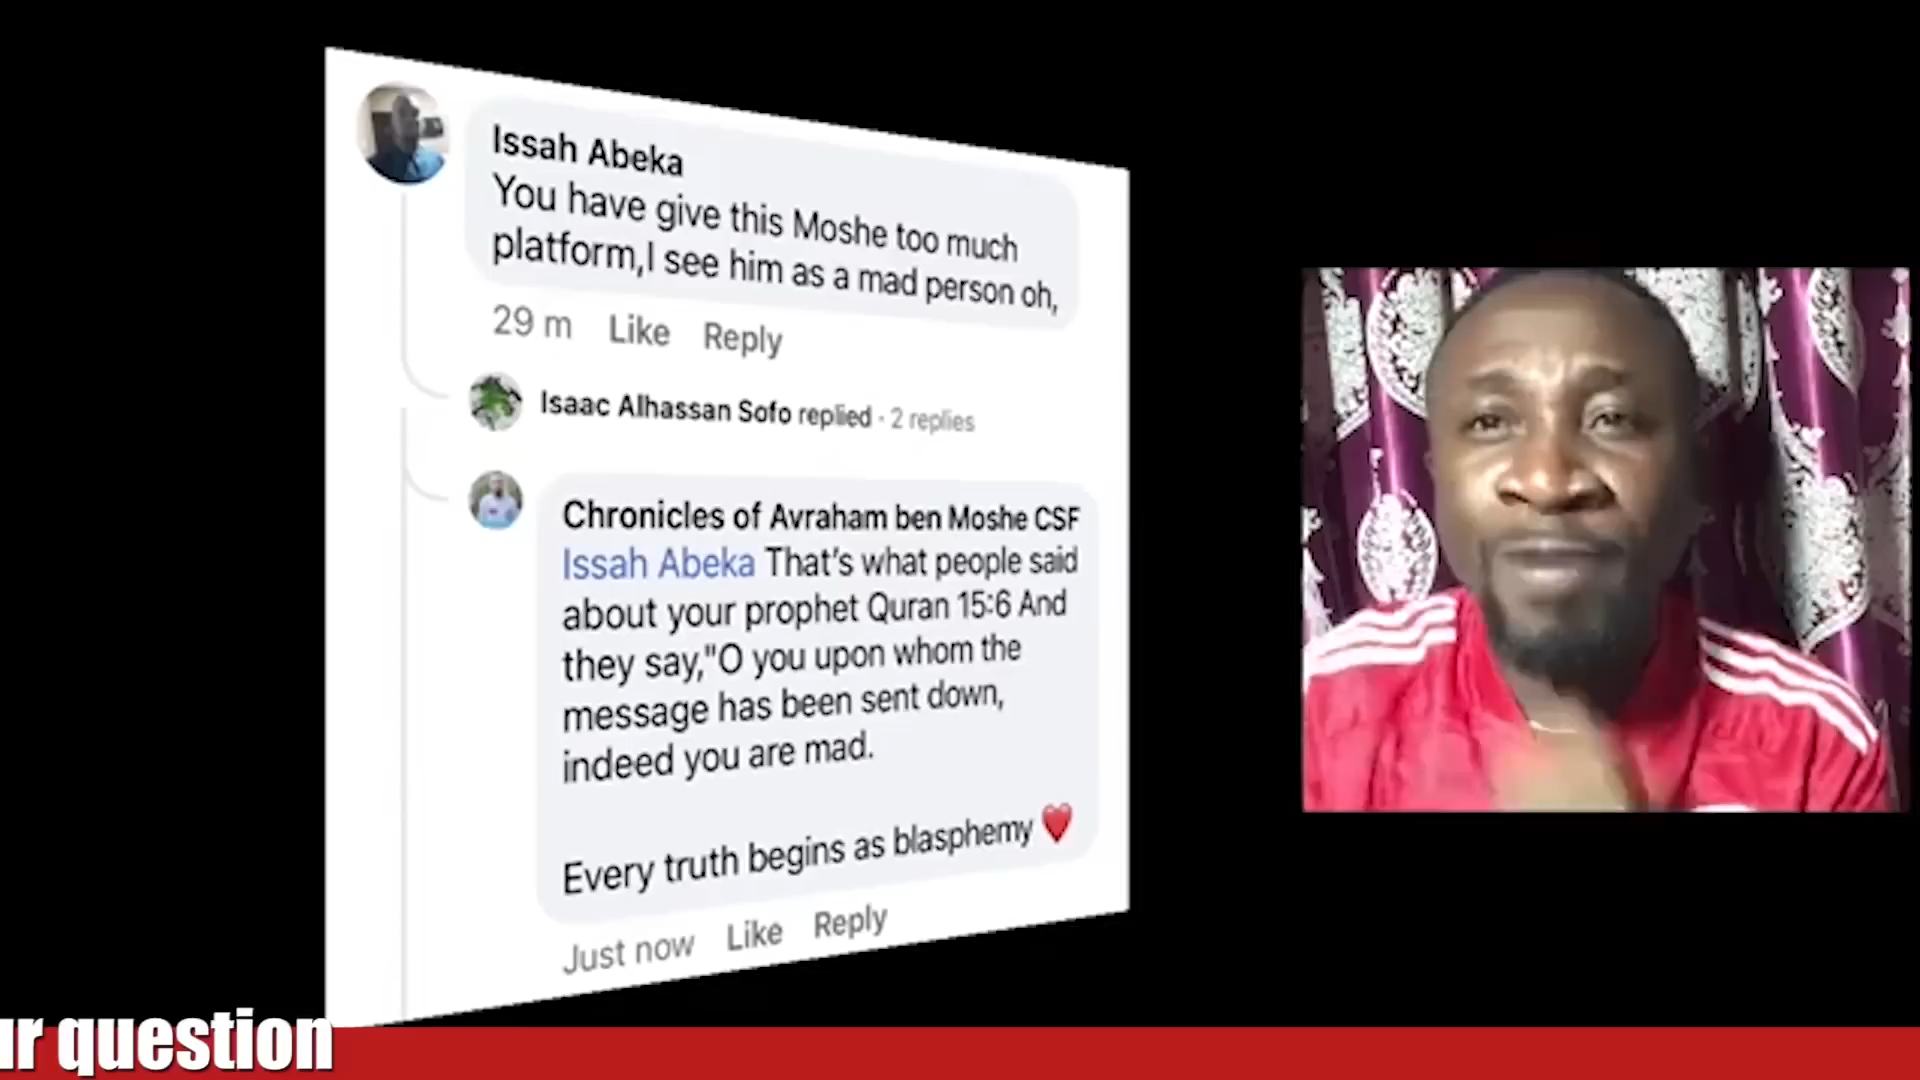 Issah Abeka
You have give this Moshe too much
platform,I see him as a mad person oh,
29 m Like Reply
Isaac Alhassan Sofo replied · 2 replies
Chronicles of Avraham ben Moshe CSF
Issah Abeka That's what people said
about your prophet Quran 15:6 And
they say,"O you upon whom the
message has been sent down,
indeed you are mad.
Every truth begins as blasphemy ❤️
Just now Like Reply
ur question